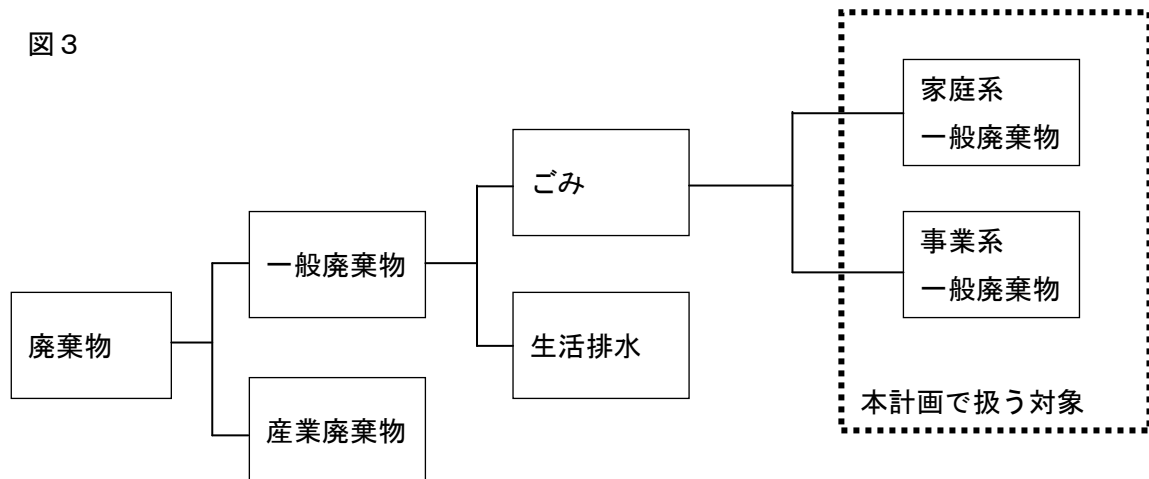 図３
廃棄物
一般廃棄物
産業廃棄物
ごみ
生活排水
家庭系
一般廃棄物
事業系
一般廃棄物
本計画で扱う対象